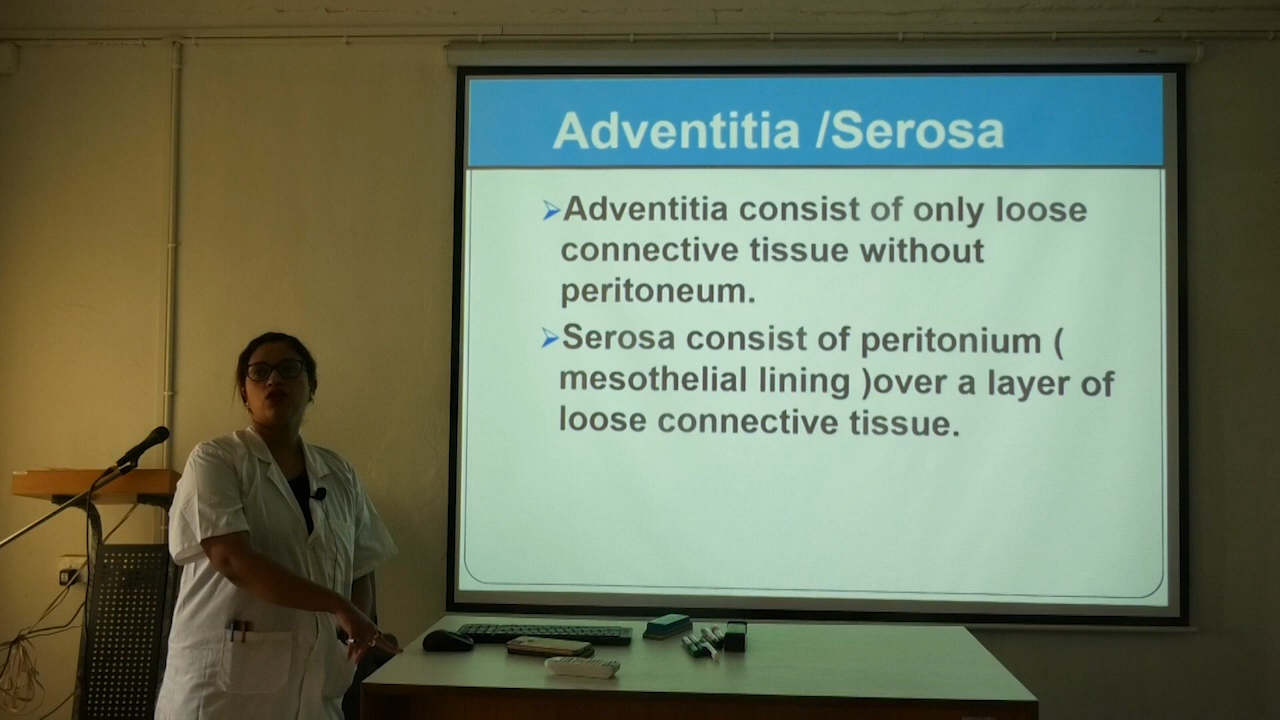 Adventitia /Serosa
➢Adventitia consist of only loose
connective tissue without
peritoneum.
➢Serosa consist of peritonium (
mesothelial lining )over a layer of
loose connective tissue.